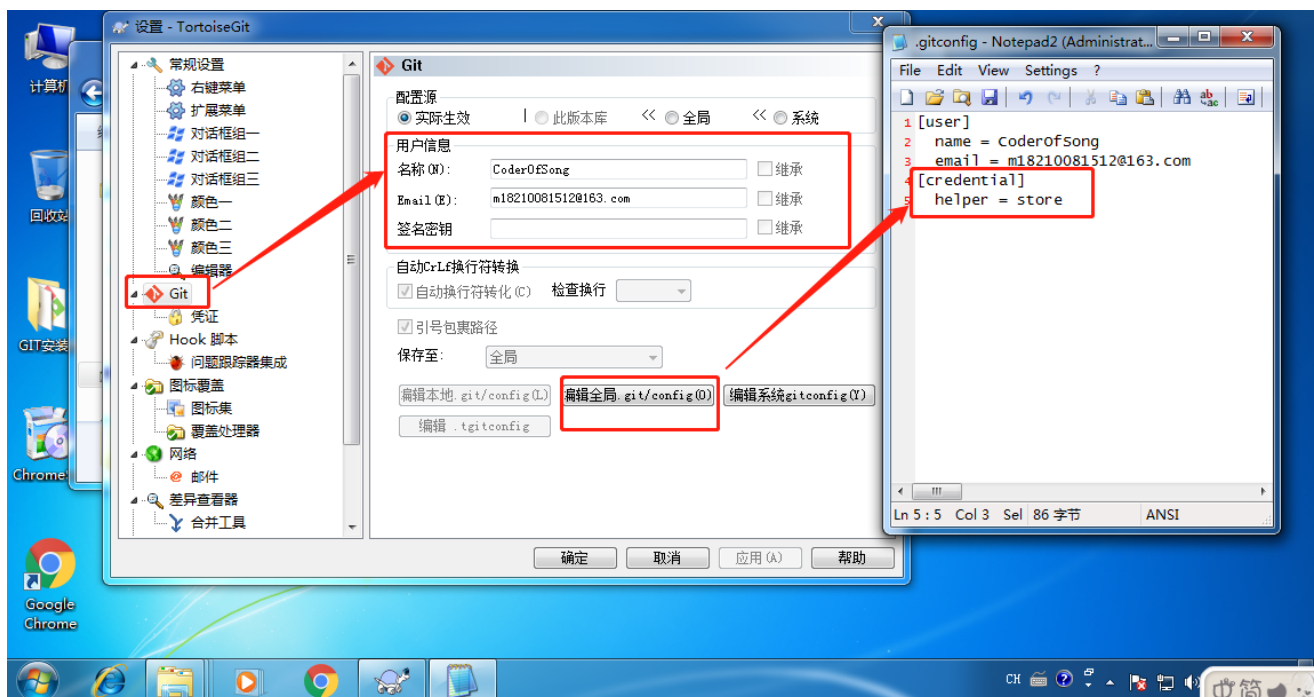 计算机
回收站
GIT安装
Chrome
Google
Chrome
设置 - TortoiseGit
常规设置
右键菜单
扩展菜单
对话框组一
对话框组二
对话框组三
颜色一
颜色二
颜色三
编辑器
Git
凭证
Hook 脚本
问题跟踪器集成
图标覆盖
图标集
覆盖处理器
网络
邮件
差异查看器
合并工具
Git
配置源
实际生效 此版本库 << 全局 << 系统
用户信息
名称(N): CoderOfSong 继承
Email(E): m18210081512@163.com 继承
签名密钥 继承
自动CrLf换行符转换
自动换行符转化(C) 检查换行
引号包裹路径
保存至: 全局
编辑本地.git/config(L) 编辑全局.git/config(O) 编辑系统gitconfig(Y)
编辑 .tgitconfig
确定 取消 应用(A) 帮助
.gitconfig - Notepad2 (Administrat...
File Edit View Settings ?
1 [user]
2 name = CoderOfSong
3 email = m18210081512@163.com
4 [credential]
5 helper = store
Ln 5 : 5 Col 3 Sel 86 字节 ANSI
CH
中 简